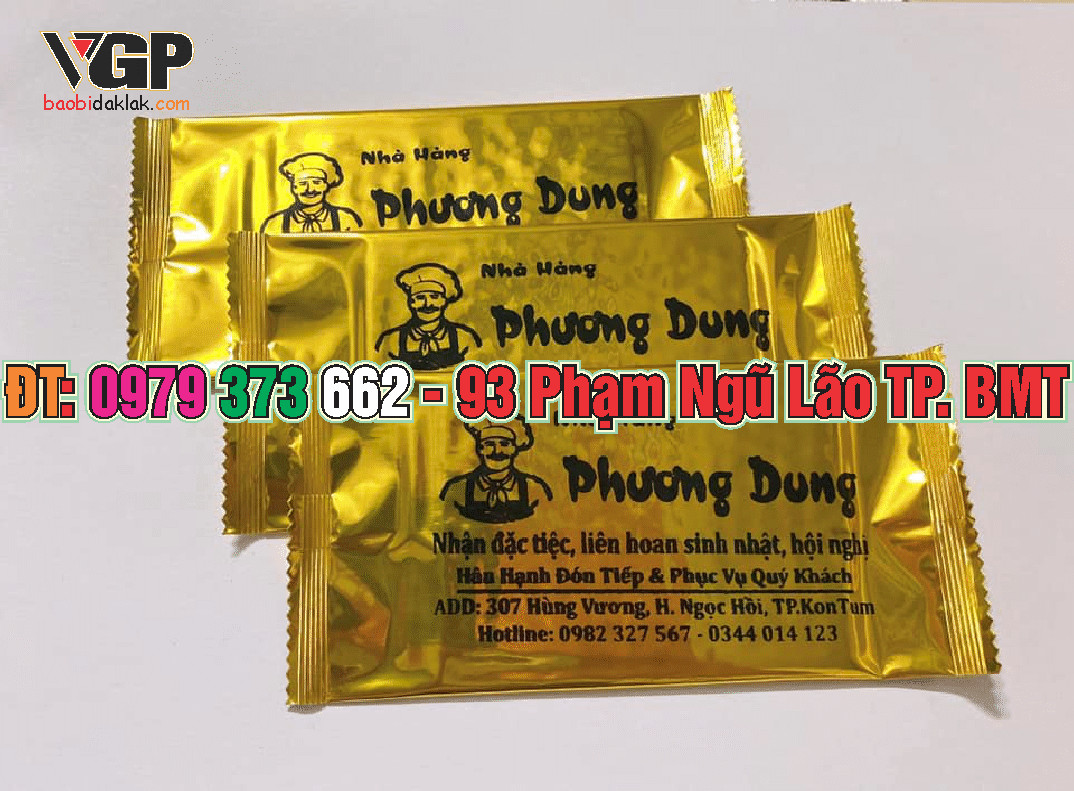 VGP
baobidaklak.com
Nhà Hàng
Phương Dung
Nhà Hàng
Phương Dung
ĐT: 0979 373 662 - 93 Phạm Ngũ Lão TP. BMT
Phương Dung
Nhận đặc tiệc, liên hoan sinh nhật, hội nghị
Hân Hạnh Đón Tiếp & Phục Vụ Quý Khách
ADD: 307 Hùng Vương, H. Ngọc Hồi, TP.KonTum
Hotline: 0982 327 567 - 0344 014 123